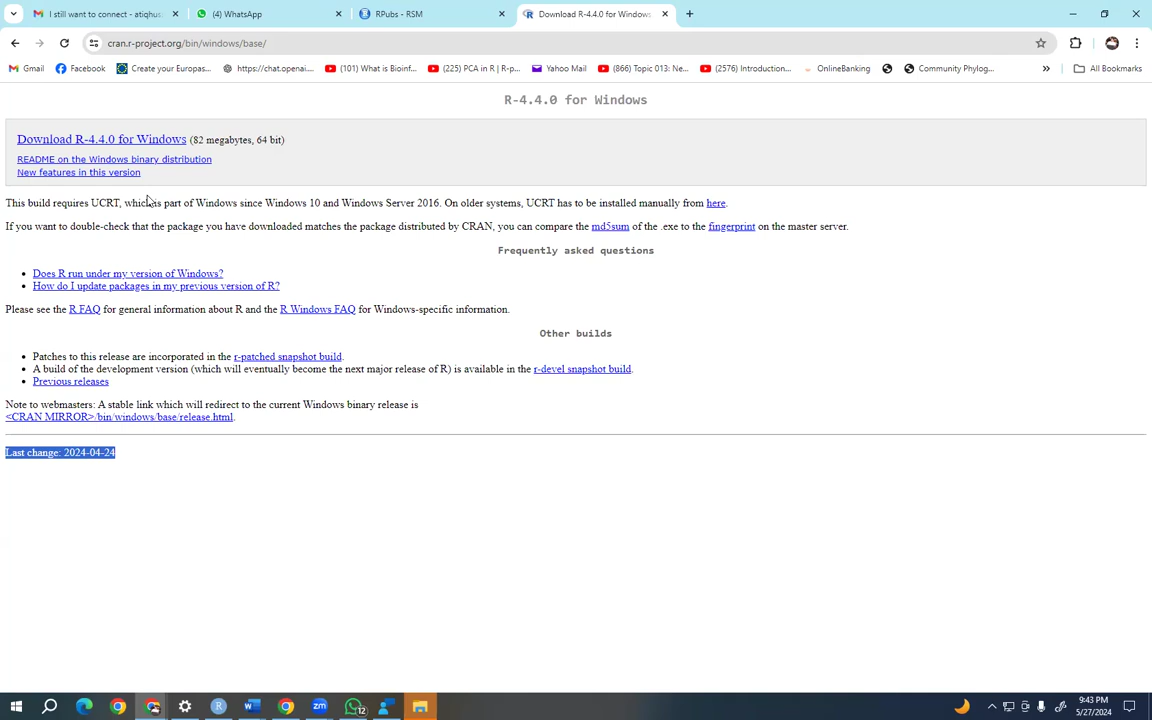 I still want to connect - atiqhus
(4) WhatsApp
RPubs - RSM
Download R-4.4.0 for Windows
cran.r-project.org/bin/windows/base/
Gmail
Facebook
Create your Europas...
https://chat.openai....
(101) What is Bioinf...
(225) PCA in R | R-p...
Yahoo Mail
(866) Topic 013: Ne...
(2576) Introduction...
OnlineBanking
Community Phylog...
All Bookmarks
R-4.4.0 for Windows
Download R-4.4.0 for Windows (82 megabytes, 64 bit)
README on the Windows binary distribution
New features in this version
This build requires UCRT, which is part of Windows since Windows 10 and Windows Server 2016. On older systems, UCRT has to be installed manually from here.
If you want to double-check that the package you have downloaded matches the package distributed by CRAN, you can compare the md5sum of the .exe to the fingerprint on the master server.
Frequently asked questions
Does R run under my version of Windows?
How do I update packages in my previous version of R?
Please see the R FAQ for general information about R and the R Windows FAQ for Windows-specific information.
Other builds
Patches to this release are incorporated in the r-patched snapshot build.
A build of the development version (which will eventually become the next major release of R) is available in the r-devel snapshot build.
Previous releases
Note to webmasters: A stable link which will redirect to the current Windows binary release is
<CRAN MIRROR>/bin/windows/base/release.html.
Last change: 2024-04-24
R
W
zm
12
9:43 PM
5/27/2024